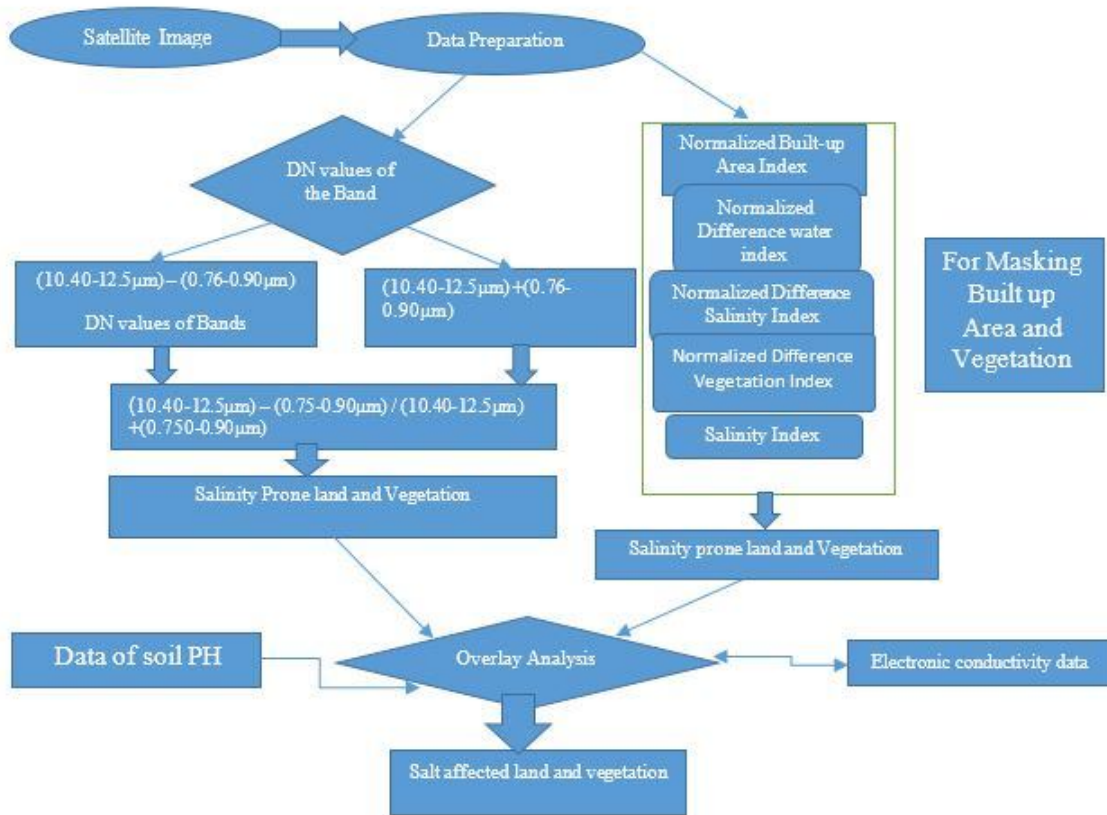 Satellite Image
Data Preparation
DN values of
the Band
Normalized Built-up
Area Index
Normalized
Difference water
index
(10.40-12.5µm) – (0.76-0.90µm)
DN values of Bands
(10.40-12.5µm)+(0.76-
0.90µm)
Normalized Difference
Salinity Index
Normalized Difference
Vegetation Index
For Masking
Built up
Area and
Vegetation
(10.40-12.5µm) – (0.75-0.90µm) / (10.40-12.5µm)
+(0.750-0.90µm)
Salinity Index
Salinity Prone land and Vegetation
Salinity prone land and Vegetation
Data of soil PH
Overlay Analysis
Electronic conductivity data
Salt affected land and vegetation